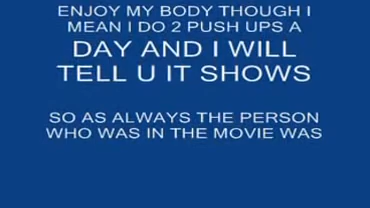 ENJOY MY BODY THOUGH I
MEAN I DO 2 PUSH UPS A
DAY AND I WILL
TELL U IT SHOWS
SO AS ALWAYS THE PERSON
WHO WAS IN THE MOVIE WAS